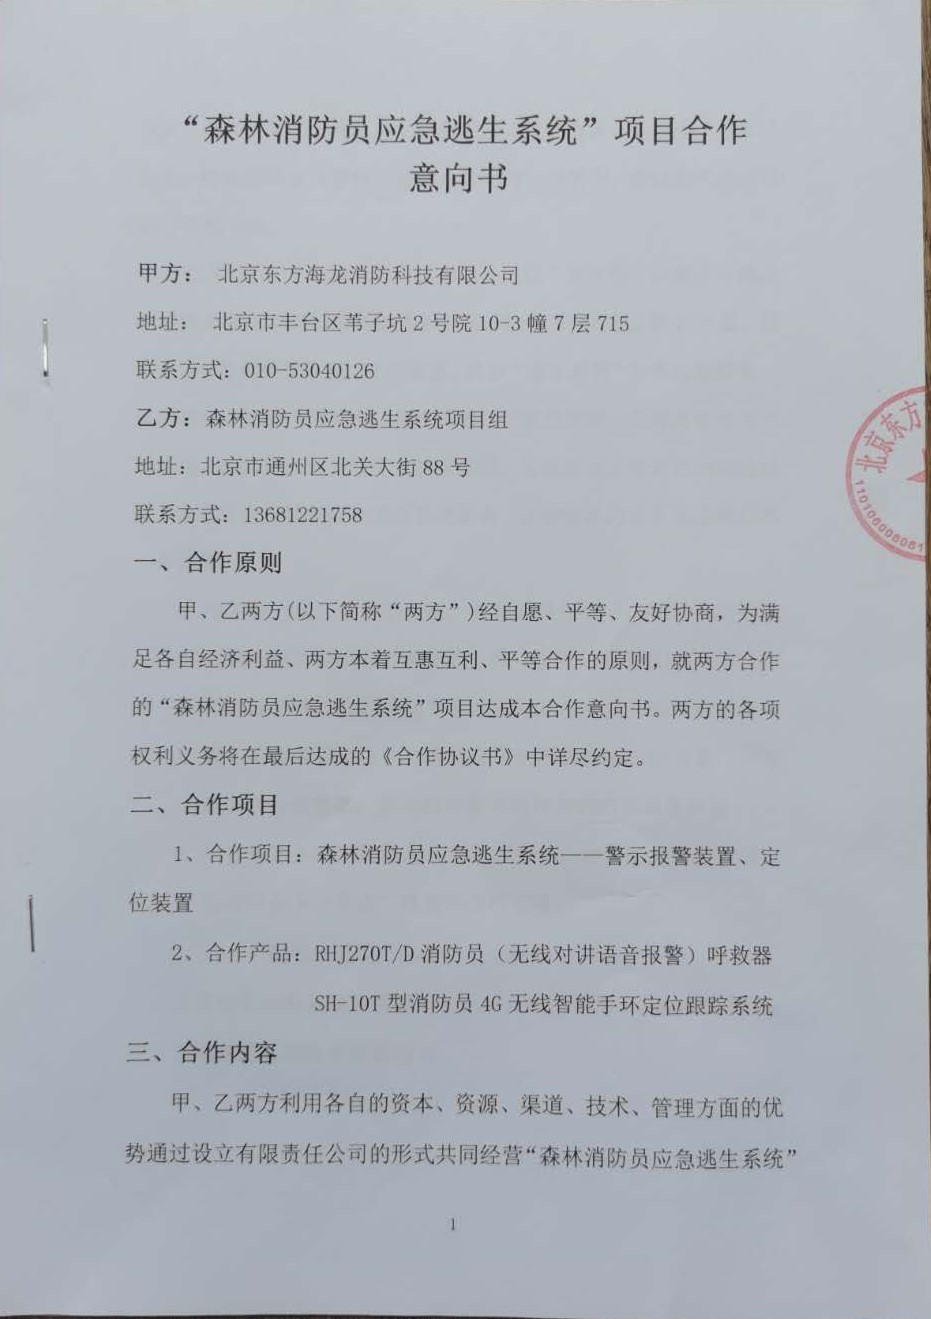 “森林消防员应急逃生系统”项目合作
意向书
甲方： 北京东方海龙消防科技有限公司
地址： 北京市丰台区苇子坑 2 号院 10-3 幢 7 层 715
联系方式：010-53040126
乙方：森林消防员应急逃生系统项目组
地址：北京市通州区北关大街 88 号
联系方式：13681221758
一、合作原则
甲、乙两方(以下简称“两方”)经自愿、平等、友好协商，为满
足各自经济利益、两方本着互惠互利、平等合作的原则，就两方合作
的“森林消防员应急逃生系统”项目达成本合作意向书。两方的各项
权利义务将在最后达成的《合作协议书》中详尽约定。
二、合作项目
1、合作项目：森林消防员应急逃生系统——警示报警装置、定
位装置
2、合作产品：RHJ270T/D 消防员（无线对讲语音报警）呼救器
SH-10T 型消防员 4G 无线智能手环定位跟踪系统
三、合作内容
甲、乙两方利用各自的资本、资源、渠道、技术、管理方面的优
势通过设立有限责任公司的形式共同经营“森林消防员应急逃生系统”
1
北京东方